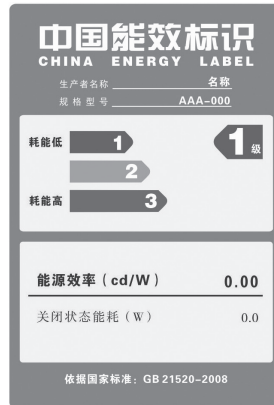 中国能效标识
CHINA ENERGY LABEL
生产者名称 名称
规格型号 AAA-000
耗能低 1 1级
2
耗能高 3
能源效率（cd/W） 0.00
关闭状态能耗（W） 0.0
依据国家标准：GB 21520-2008